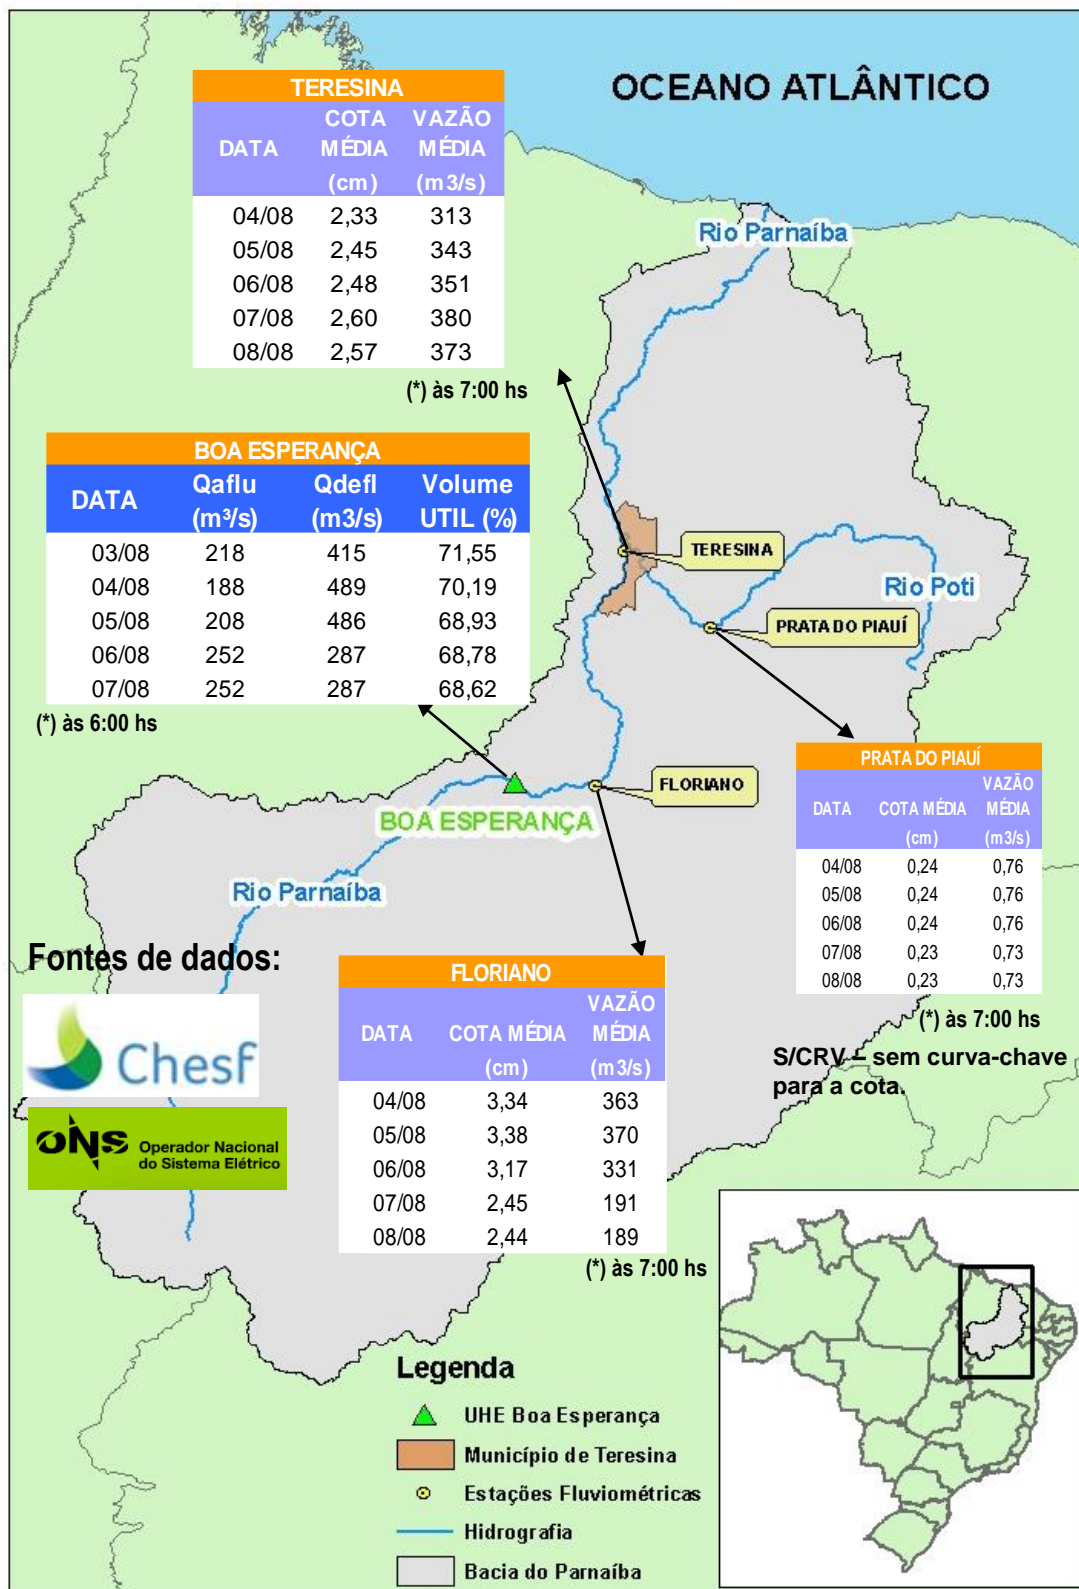 OCEANO ATLÂNTICO
TERESINA
DATA COTA MÉDIA (cm) VAZÃO MÉDIA (m3/s)
04/08 2,33 313
05/08 2,45 343
06/08 2,48 351
07/08 2,60 380
08/08 2,57 373
(*) às 7:00 hs
Rio Parnaíba
BOA ESPERANÇA
DATA Qaflu (m³/s) Qdefl (m3/s) Volume UTIL (%)
03/08 218 415 71,55
04/08 188 489 70,19
05/08 208 486 68,93
06/08 252 287 68,78
07/08 252 287 68,62
(*) às 6:00 hs
TERESINA
Rio Poti
PRATA DO PIAUÍ
FLORIANO
BOA ESPERANÇA
Rio Parnaíba
PRATA DO PIAUÍ
DATA COTA MÉDIA (cm) VAZÃO MÉDIA (m3/s)
04/08 0,24 0,76
05/08 0,24 0,76
06/08 0,24 0,76
07/08 0,23 0,73
08/08 0,23 0,73
(*) às 7:00 hs
S/CRV – sem curva-chave
para a cota.
Fontes de dados:
Chesf
ONS Operador Nacional
do Sistema Elétrico
FLORIANO
DATA COTA MÉDIA (cm) VAZÃO MÉDIA (m3/s)
04/08 3,34 363
05/08 3,38 370
06/08 3,17 331
07/08 2,45 191
08/08 2,44 189
(*) às 7:00 hs
Legenda
UHE Boa Esperança
Município de Teresina
Estações Fluviométricas
Hidrografia
Bacia do Parnaíba